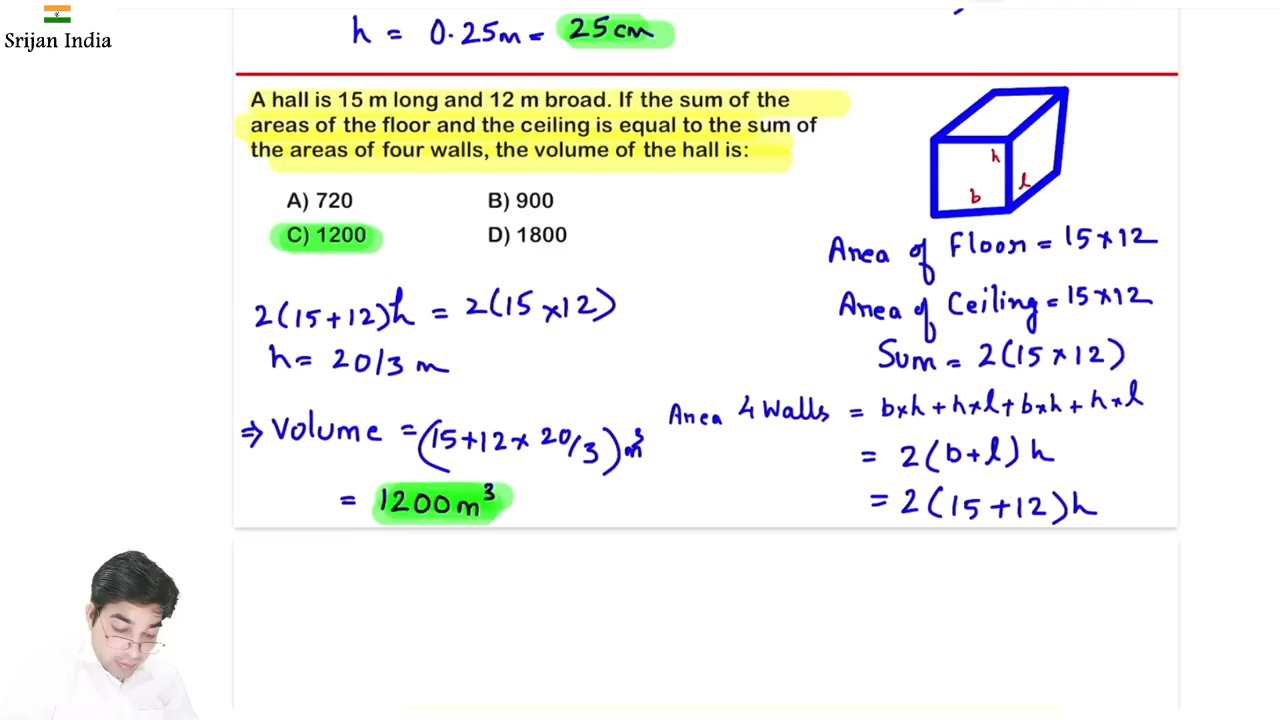 Srijan India
h = 0.25m = 25cm
A hall is 15 m long and 12 m broad. If the sum of the
areas of the floor and the ceiling is equal to the sum of
the areas of four walls, the volume of the hall is:
A) 720
B) 900
C) 1200
D) 1800
h
b
l
Area of Floor = 15×12
Area of Ceiling = 15×12
Sum = 2(15×12)
Area 4 Walls = b×h + h×l + b×h + h×l
= 2(b+l)h
= 2(15+12)h
2(15+12)h = 2(15×12)
h = 20/3 m
⇒ Volume = (15+12× 20/3) m³
= 1200 m³